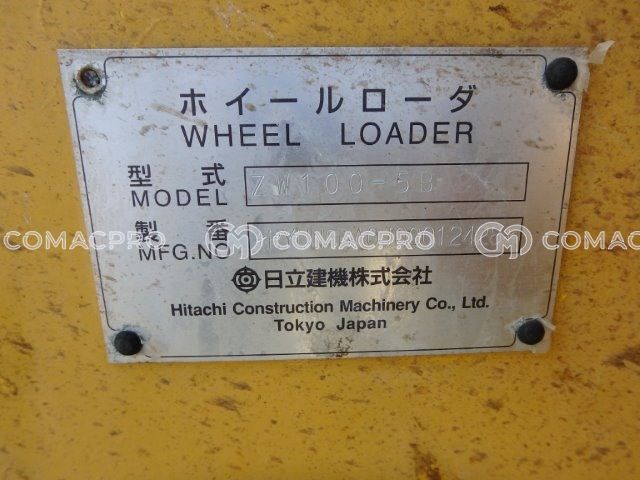 ホイールローダ
WHEEL LOADER
型式 ZW100-5B
MODEL
製番
MFG.NO.
COMACPRO COMACPRO COMACPRO
日立建機株式会社
Hitachi Construction Machinery Co., Ltd.
Tokyo Japan